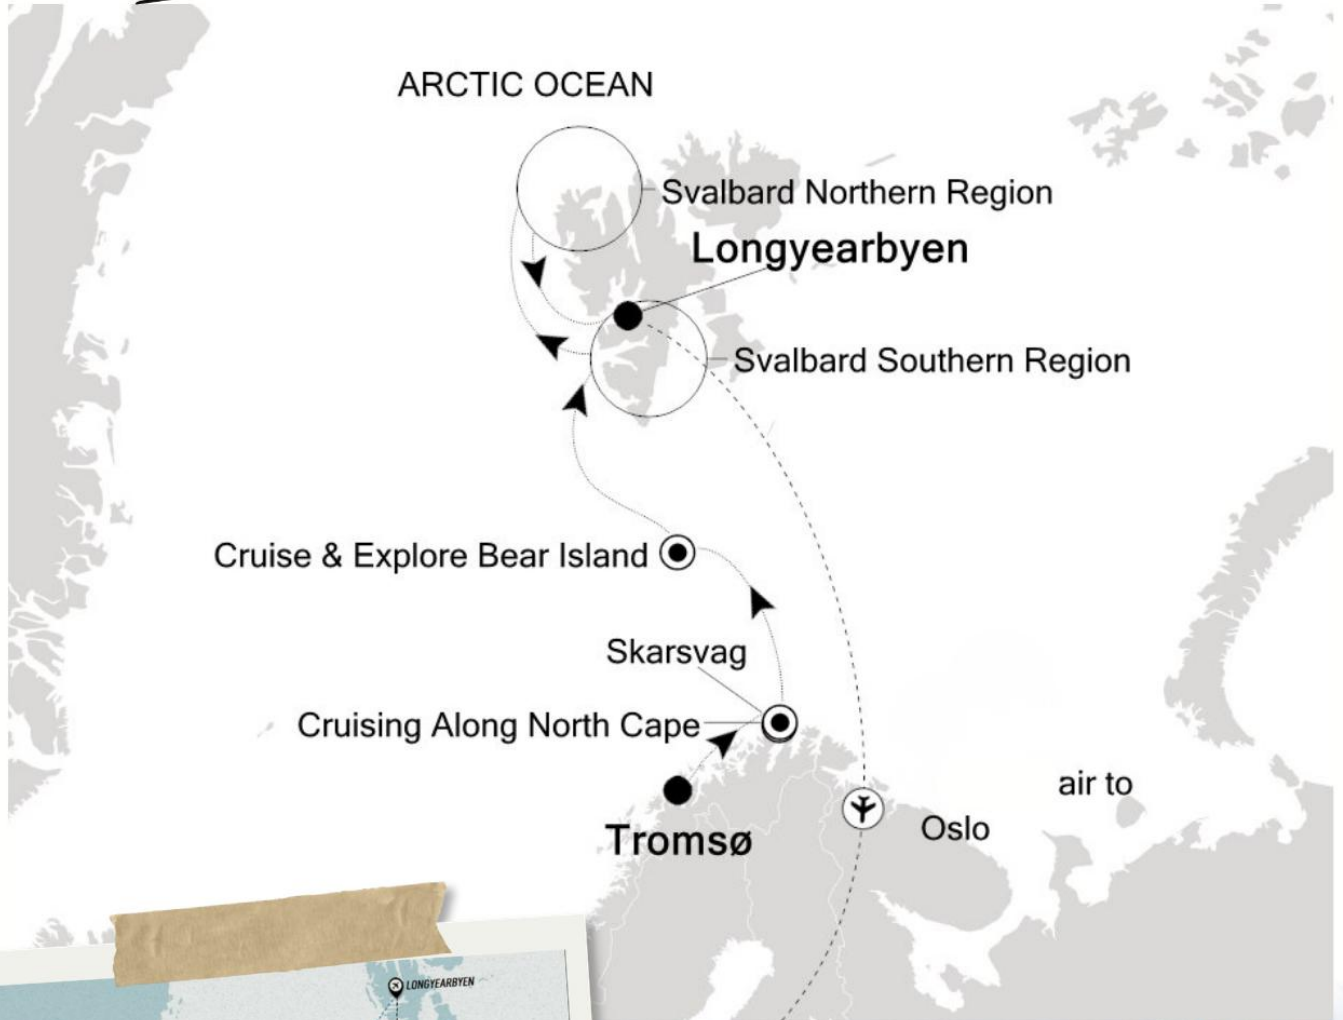 ARCTIC OCEAN
Svalbard Northern Region
Longyearbyen
Svalbard Southern Region
Cruise & Explore Bear Island
Skarsvag
Cruising Along North Cape
air to
Oslo
Tromsø
LONGYEARBYEN